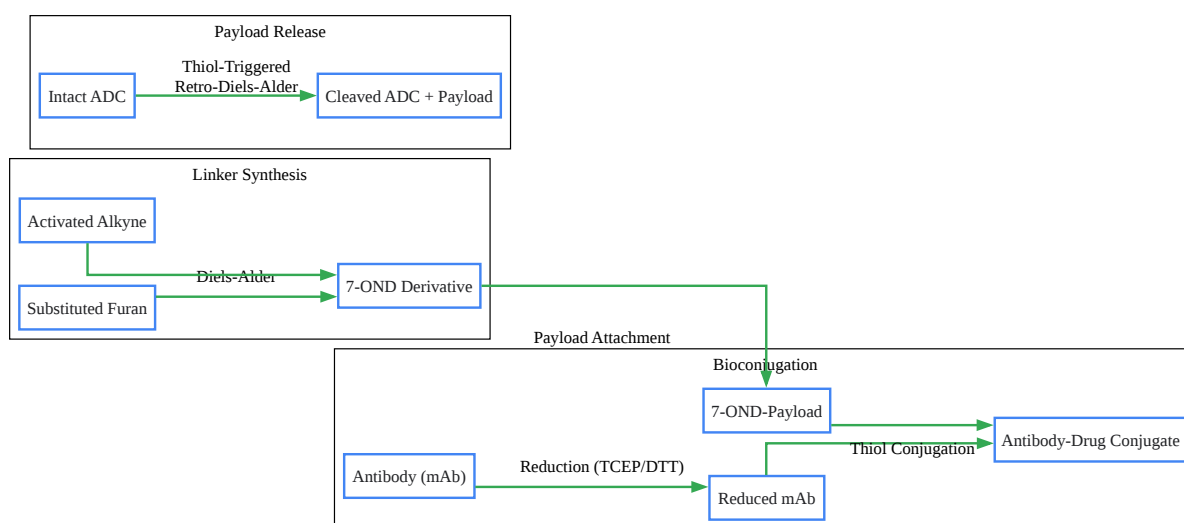 Payload Release
Thiol-Triggered
Retro-Diels-Alder
Intact ADC
Cleaved ADC + Payload
Linker Synthesis
Activated Alkyne
Diels-Alder
7-OND Derivative
Substituted Furan
Payload Attachment
Bioconjugation
7-OND-Payload
Thiol Conjugation
Antibody-Drug Conjugate
Antibody (mAb)
Reduction (TCEP/DTT)
Reduced mAb